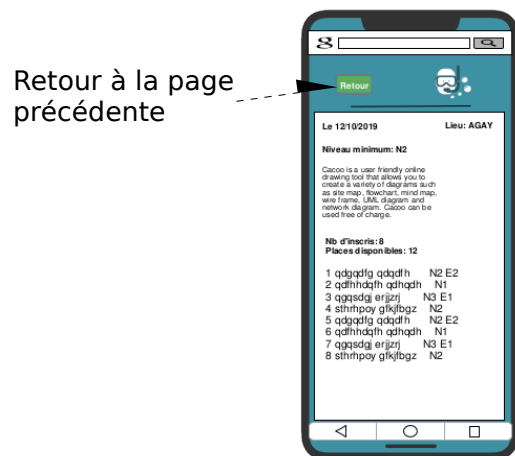 8
Retour à la page
précédente
Retour
Le 12/10/2019 Lieu: AGAY
Niveau minimum: N2
Cacoo is a user friendly online
drawing tool that allows you to
create a variety of diagrams such
as site map, flowchart, mind map,
wire frame, UML diagram and
network diagram. Cacoo can be
used free of charge.
Nb d'inscris: 8
Places disponibles: 12
1 qdgqdfg qdqdfh N2 E2
2 qdfhhdqfh qdhqdh N1
3 qgqsdgj erjjzrj N3 E1
4 sthrhpoy gfkjfbgz N2
5 qdgqdfg qdqdfh N2 E2
6 qdfhhdqfh qdhqdh N1
7 qgqsdgj erjjzrj N3 E1
8 sthrhpoy gfkjfbgz N2